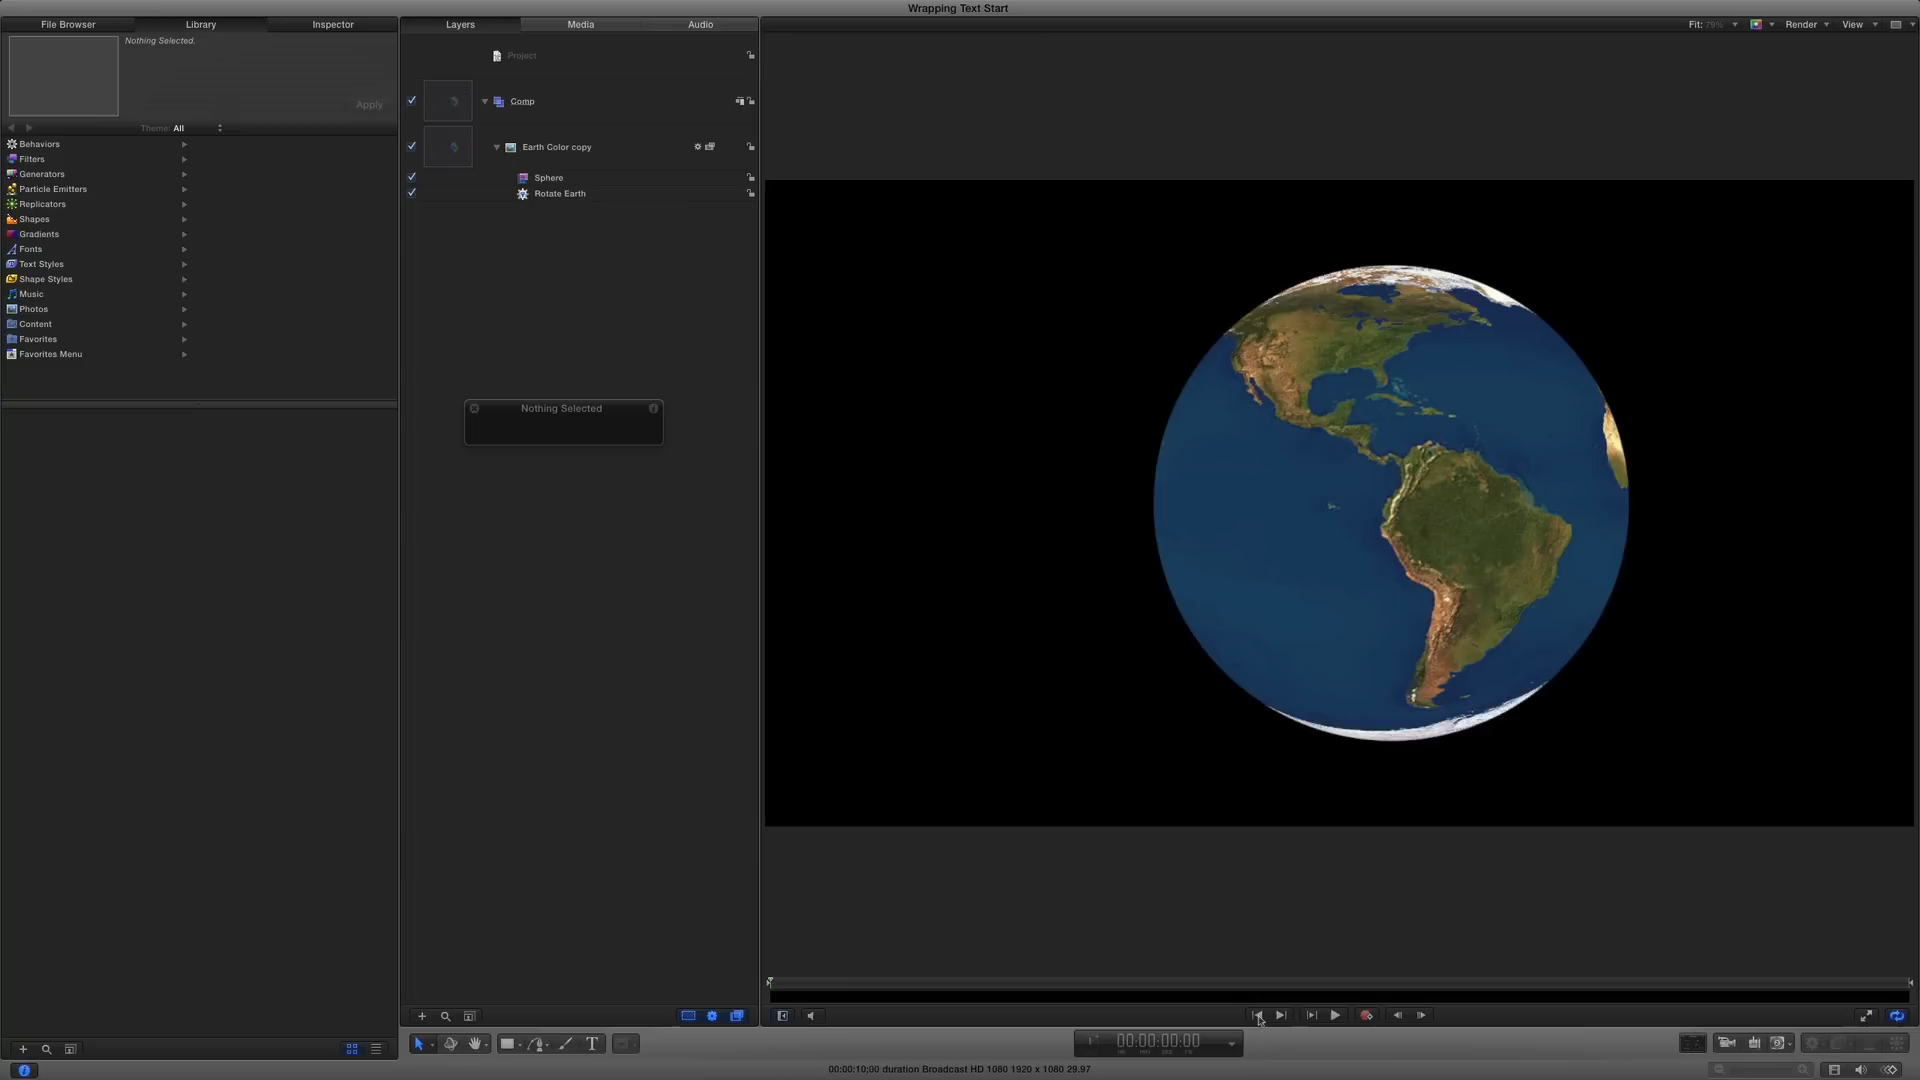 Wrapping Text Start
File Browser
Library
Inspector
Layers
Media
Audio
Fit: 79%
Render
View
Nothing Selected.
Apply
Theme: All
Project
Comp
Earth Color copy
Sphere
Rotate Earth
Behaviors
Filters
Generators
Particle Emitters
Replicators
Shapes
Gradients
Fonts
Text Styles
Shape Styles
Music
Photos
Content
Favorites
Favorites Menu
Nothing Selected
T
00:00:00:00
00:00:10;00 duration Broadcast HD 1080 1920 x 1080 29.97